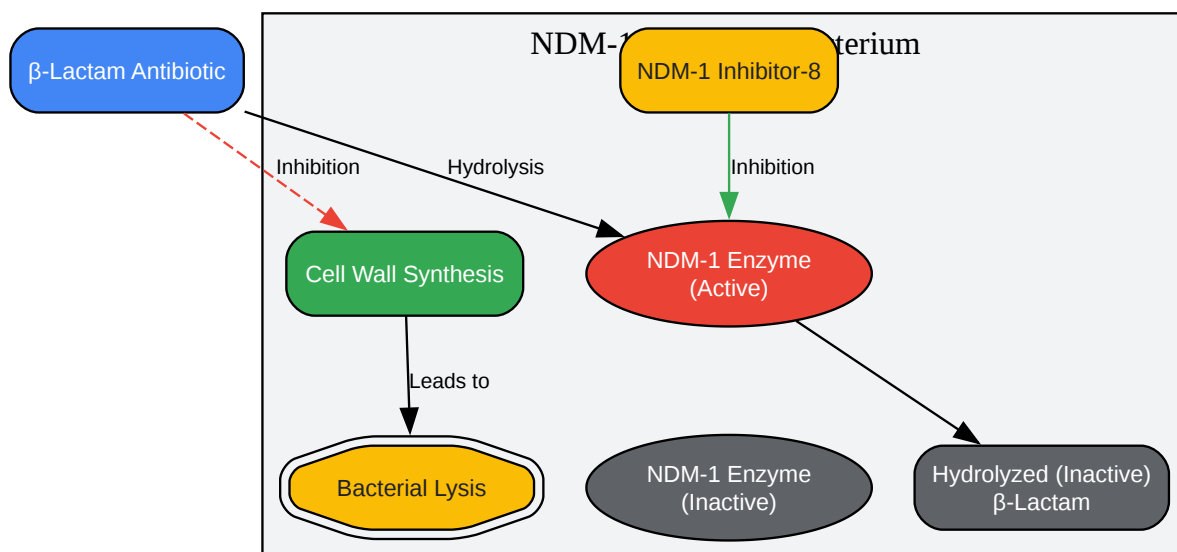 NDM-1 terium
β-Lactam Antibiotic
NDM-1 Inhibitor-8
Inhibition
Hydrolysis
Inhibition
Cell Wall Synthesis
NDM-1 Enzyme
(Active)
Leads to
Bacterial Lysis
NDM-1 Enzyme
(Inactive)
Hydrolyzed (Inactive)
β-Lactam